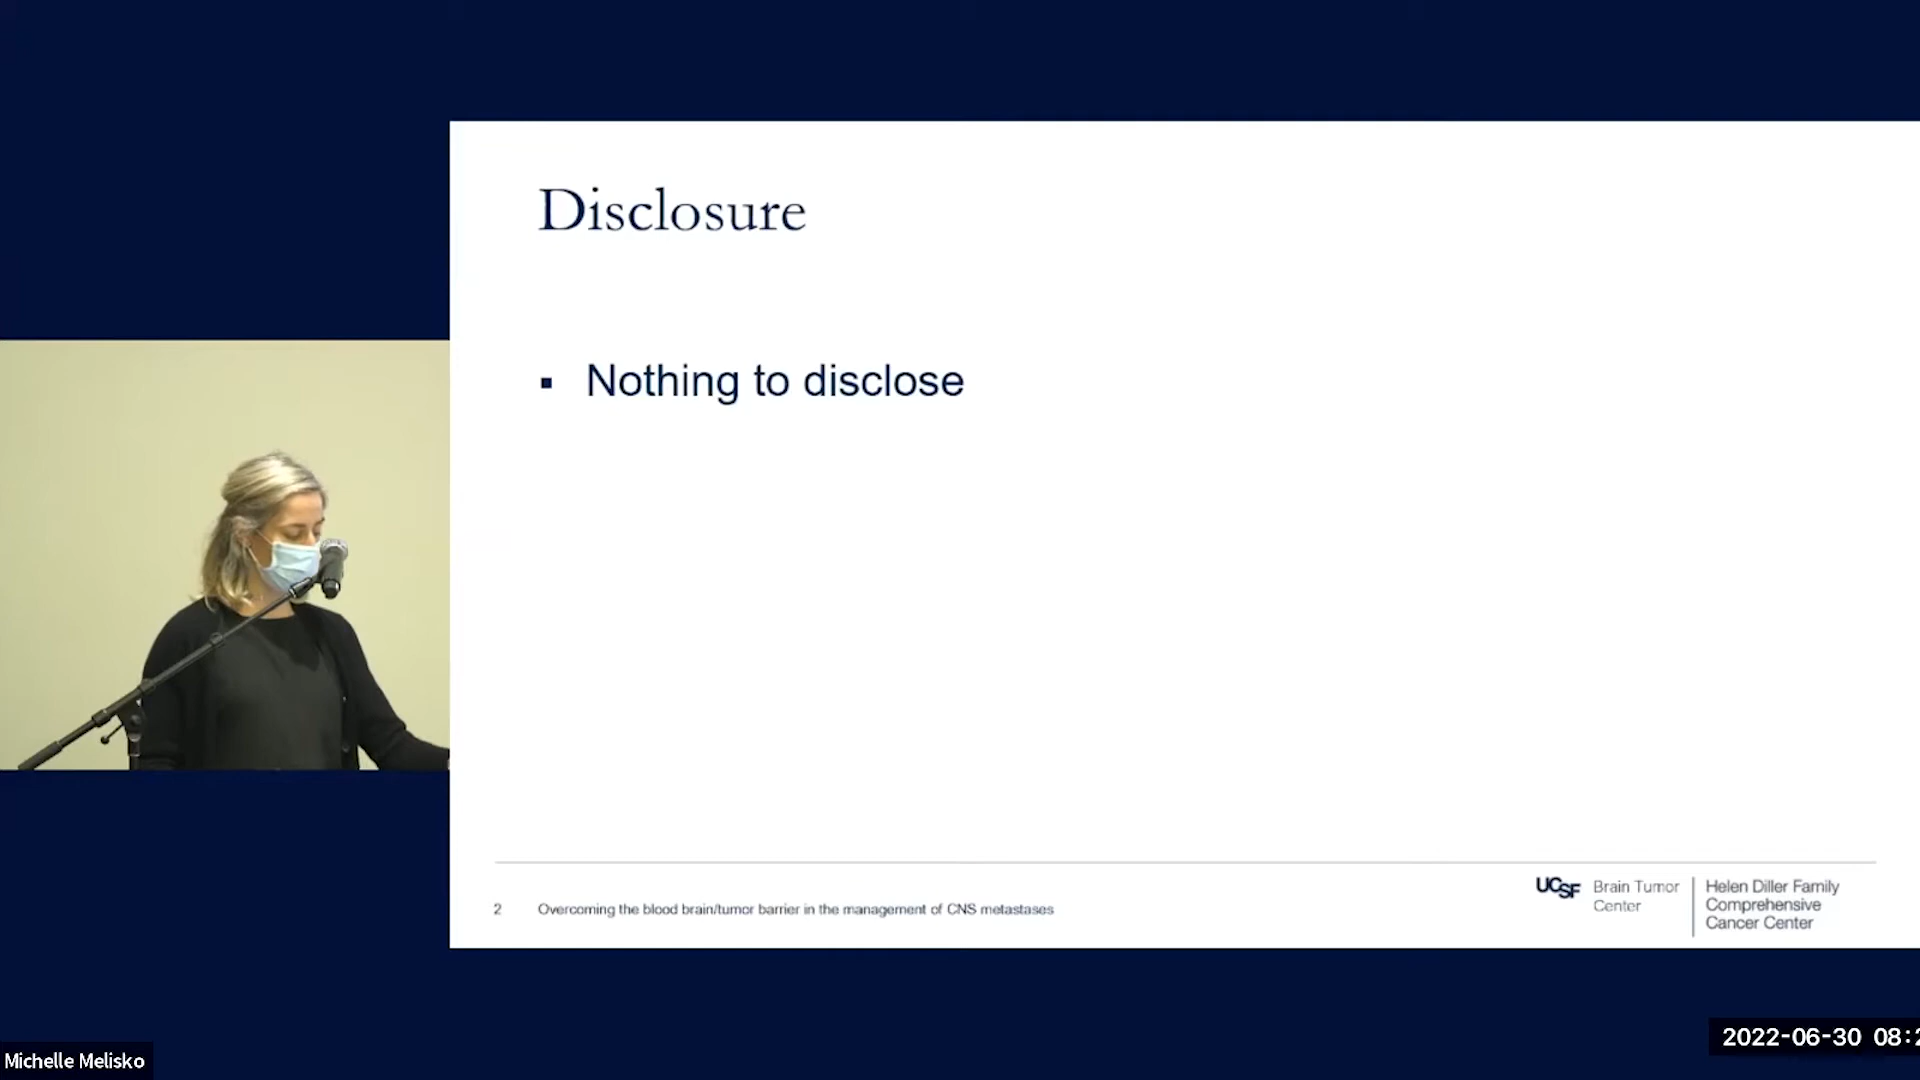 Disclosure
▪ Nothing to disclose
2 Overcoming the blood brain/tumor barrier in the management of CNS metastases
UCSF Brain Tumor Center
Helen Diller Family
Comprehensive
Cancer Center
Michelle Melisko
2022-06-30 08:2